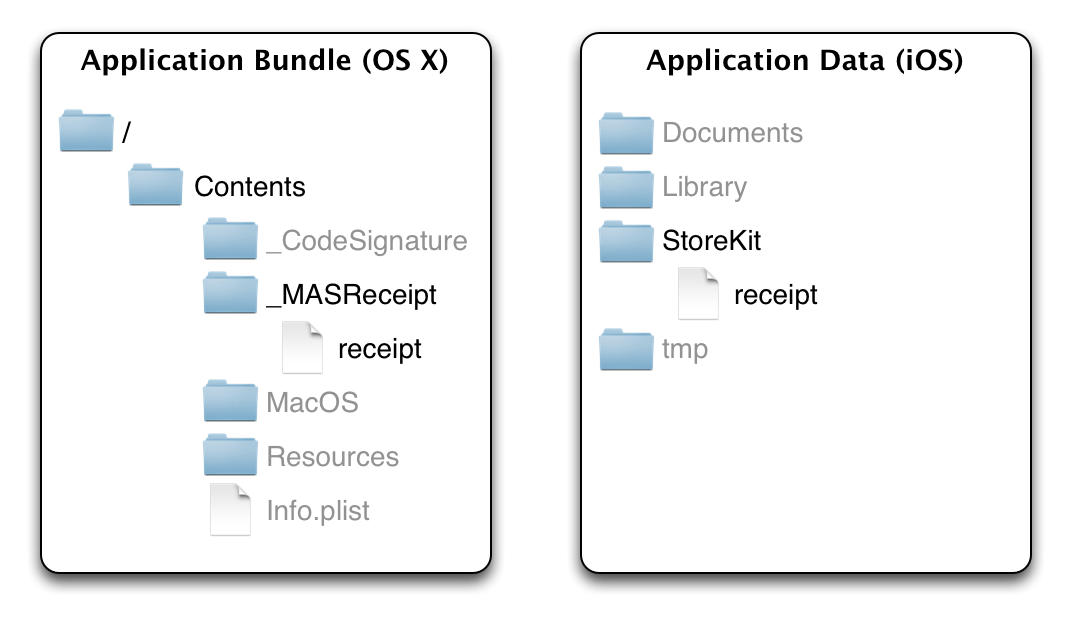 Application Bundle (OS X)
/
Contents
_CodeSignature
_MASReceipt
receipt
MacOS
Resources
Info.plist
Application Data (iOS)
Documents
Library
StoreKit
receipt
tmp